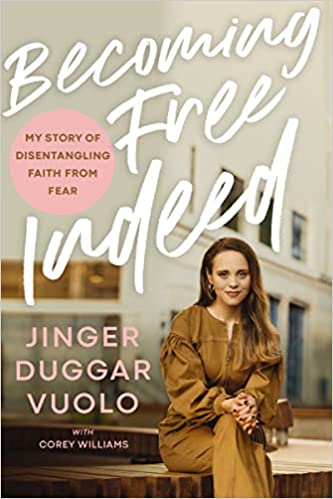 Becoming
Free
Indeed
MY STORY OF
DISENTANGLING
FAITH FROM
FEAR
JINGER
DUGGAR
VUOLO
WITH
COREY WILLIAMS